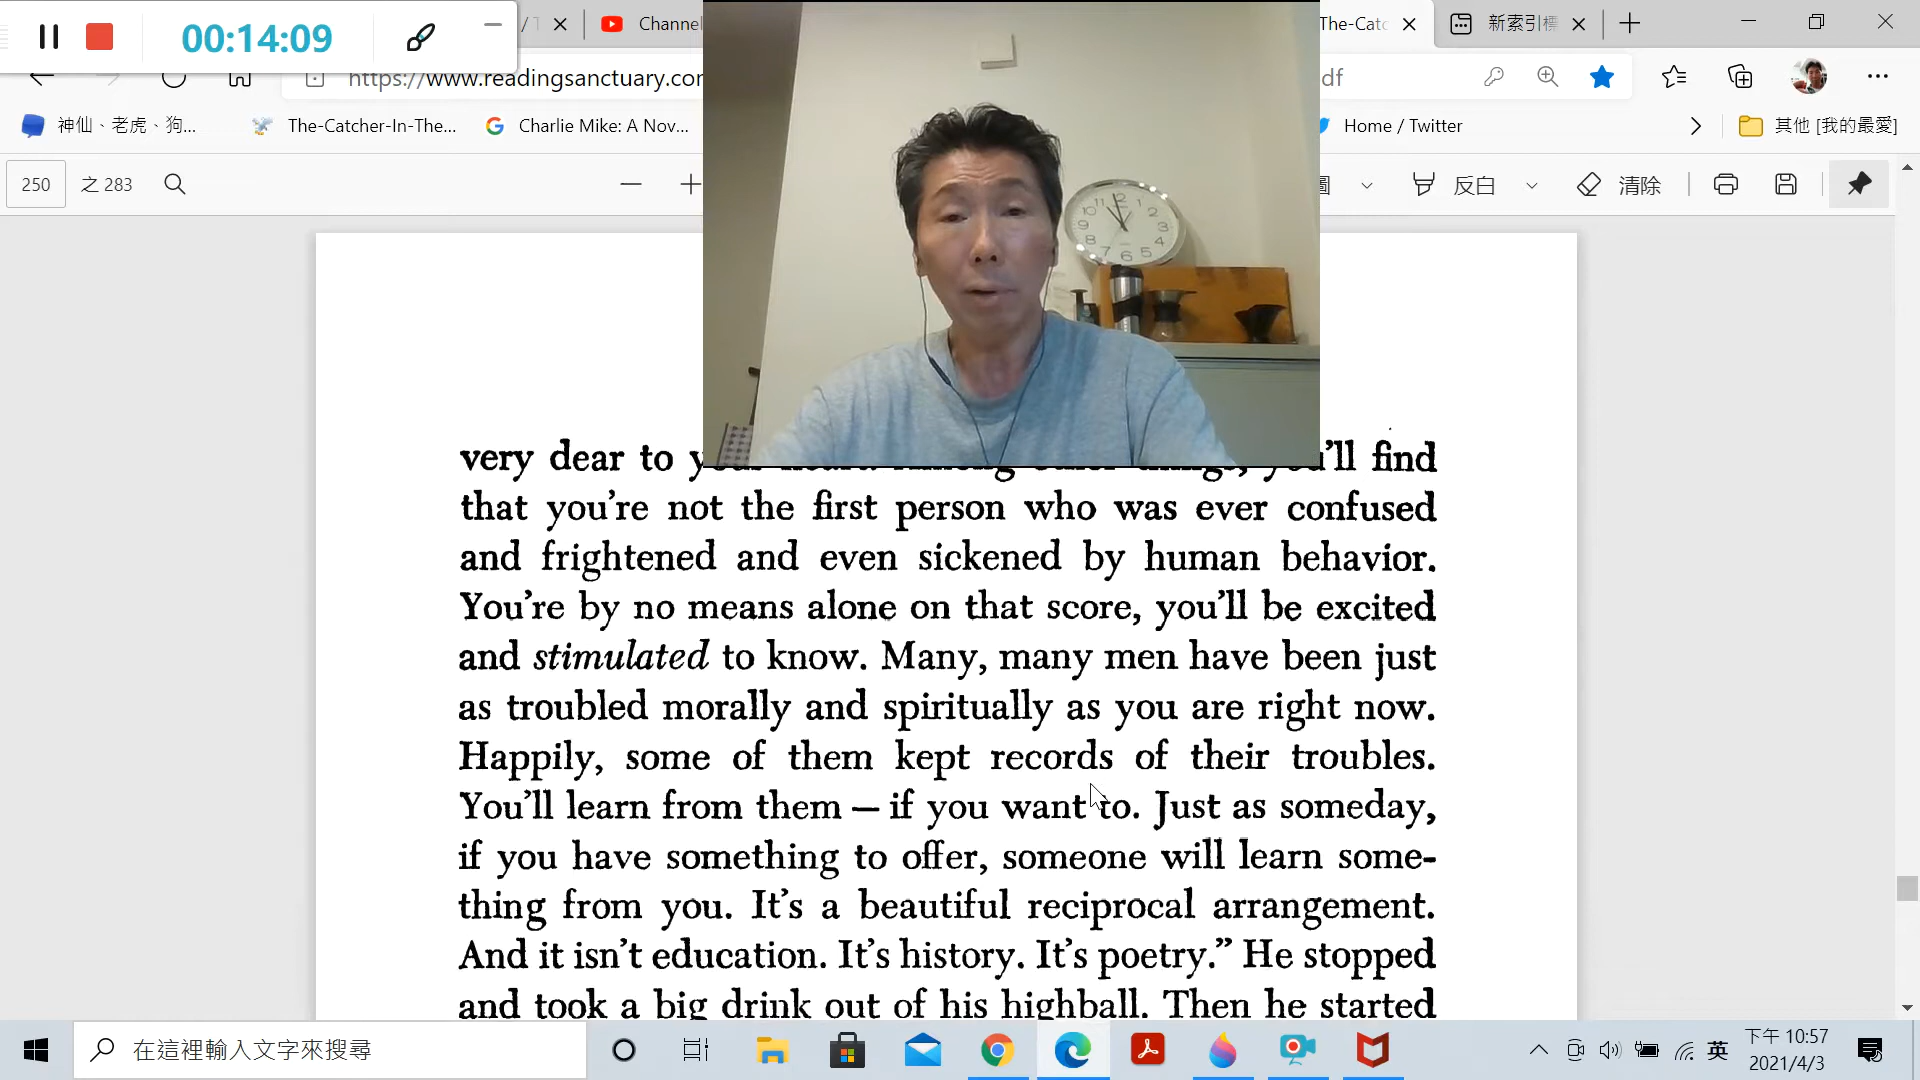 00:14:09
Channel
The-Catc
新索引標
https://www.readingsanctuary.com
df
神仙、老虎、狗...
The-Catcher-In-The...
Charlie Mike: A Nov...
Home / Twitter
其他 [我的最愛]
250 之 283
圖
反白
清除
very dear to 'll find
that you're not the first person who was ever confused
and frightened and even sickened by human behavior.
You're by no means alone on that score, you'll be excited
and stimulated to know. Many, many men have been just
as troubled morally and spiritually as you are right now.
Happily, some of them kept records of their troubles.
You'll learn from them — if you want to. Just as someday,
if you have something to offer, someone will learn some-
thing from you. It's a beautiful reciprocal arrangement.
And it isn't education. It's history. It's poetry.” He stopped
and took a big drink out of his highball. Then he started
在這裡輸入文字來搜尋
英
下午 10:57
2021/4/3